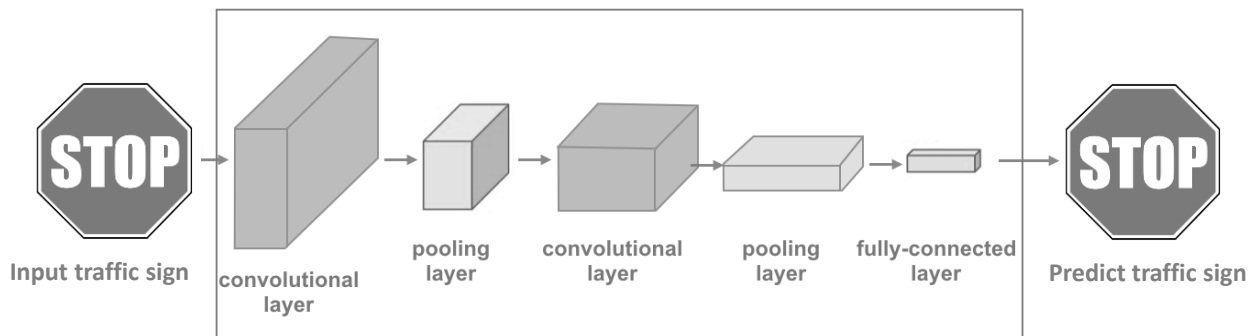 STOP
Input traffic sign
convolutional
layer
pooling
layer
convolutional
layer
pooling
layer
fully-connected
layer
STOP
Predict traffic sign